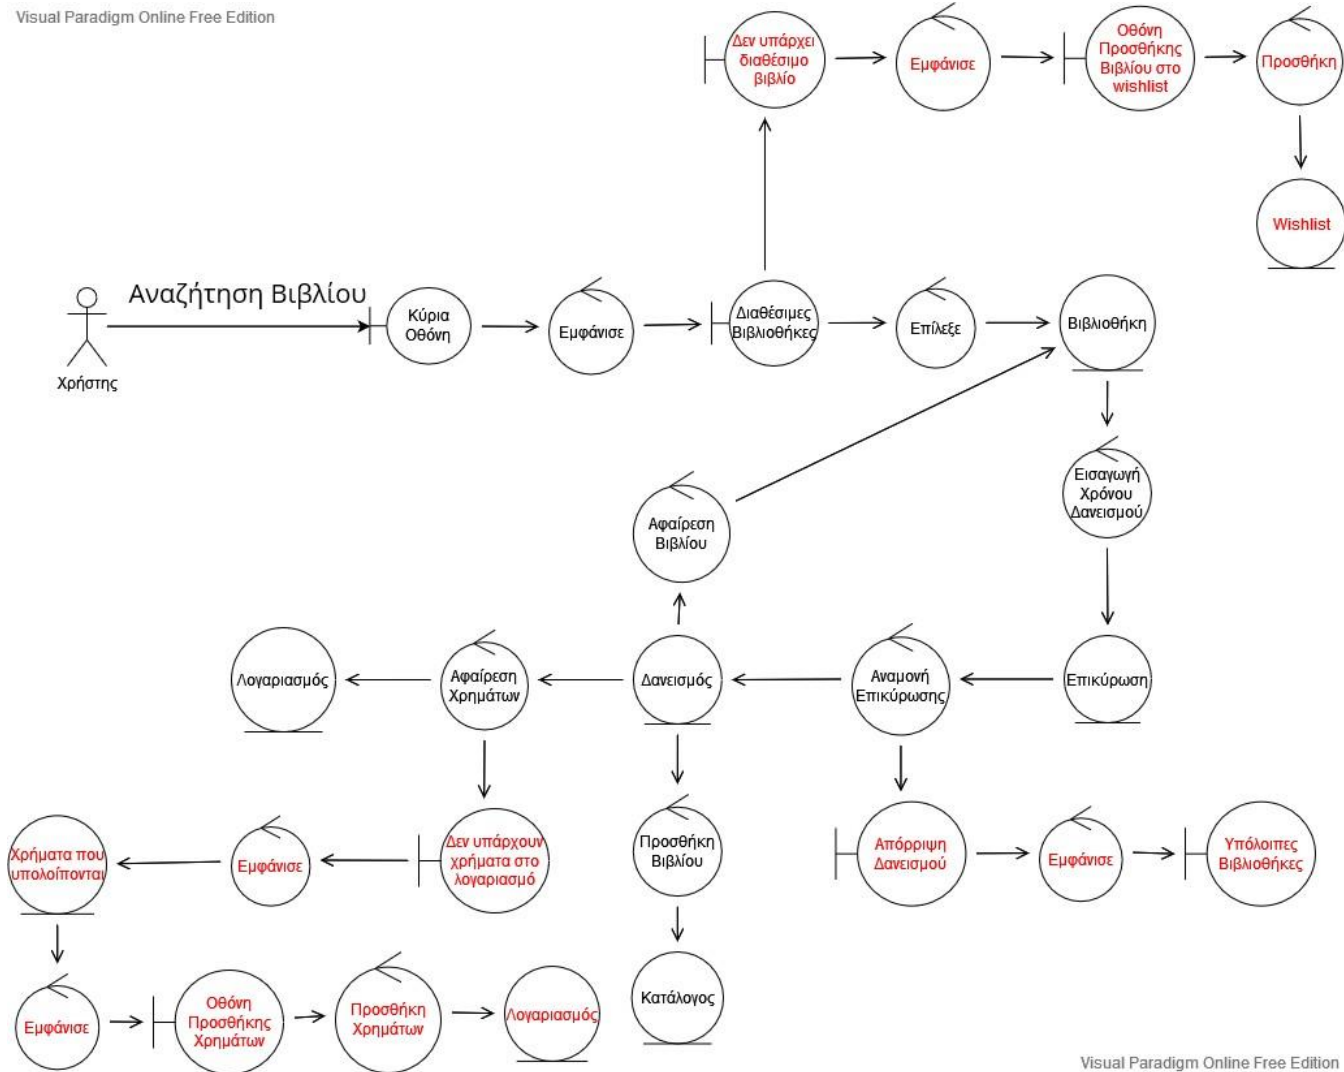 Visual Paradigm Online Free Edition
Δεν υπάρχει
διαθέσιμο
βιβλίο
Εμφάνισε
Οθόνη
Προσθήκης
Βιβλίου στο
wishlist
Προσθήκη
Wishlist
Αναζήτηση Βιβλίου
Χρήστης
Κύρια
Οθόνη
Εμφάνισε
Διαθέσιμες
Βιβλιοθήκες
Επίλεξε
Βιβλιοθήκη
Εισαγωγή
Χρόνου
Δανεισμού
Αφαίρεση
Βιβλίου
Λογαριασμός
Αφαίρεση
Χρημάτων
Δανεισμός
Αναμονή
Επικύρωσης
Επικύρωση
Χρήματα που
υπολοίπονται
Εμφάνισε
Δεν υπάρχουν
χρήματα στο
λογαριασμό
Προσθήκη
Βιβλίου
Απόρριψη
Δανεισμού
Εμφάνισε
Υπόλοιπες
Βιβλιοθήκες
Εμφάνισε
Οθόνη
Προσθήκης
Χρημάτων
Προσθήκη
Χρημάτων
Λογαριασμός
Κατάλογος
Visual Paradigm Online Free Edition